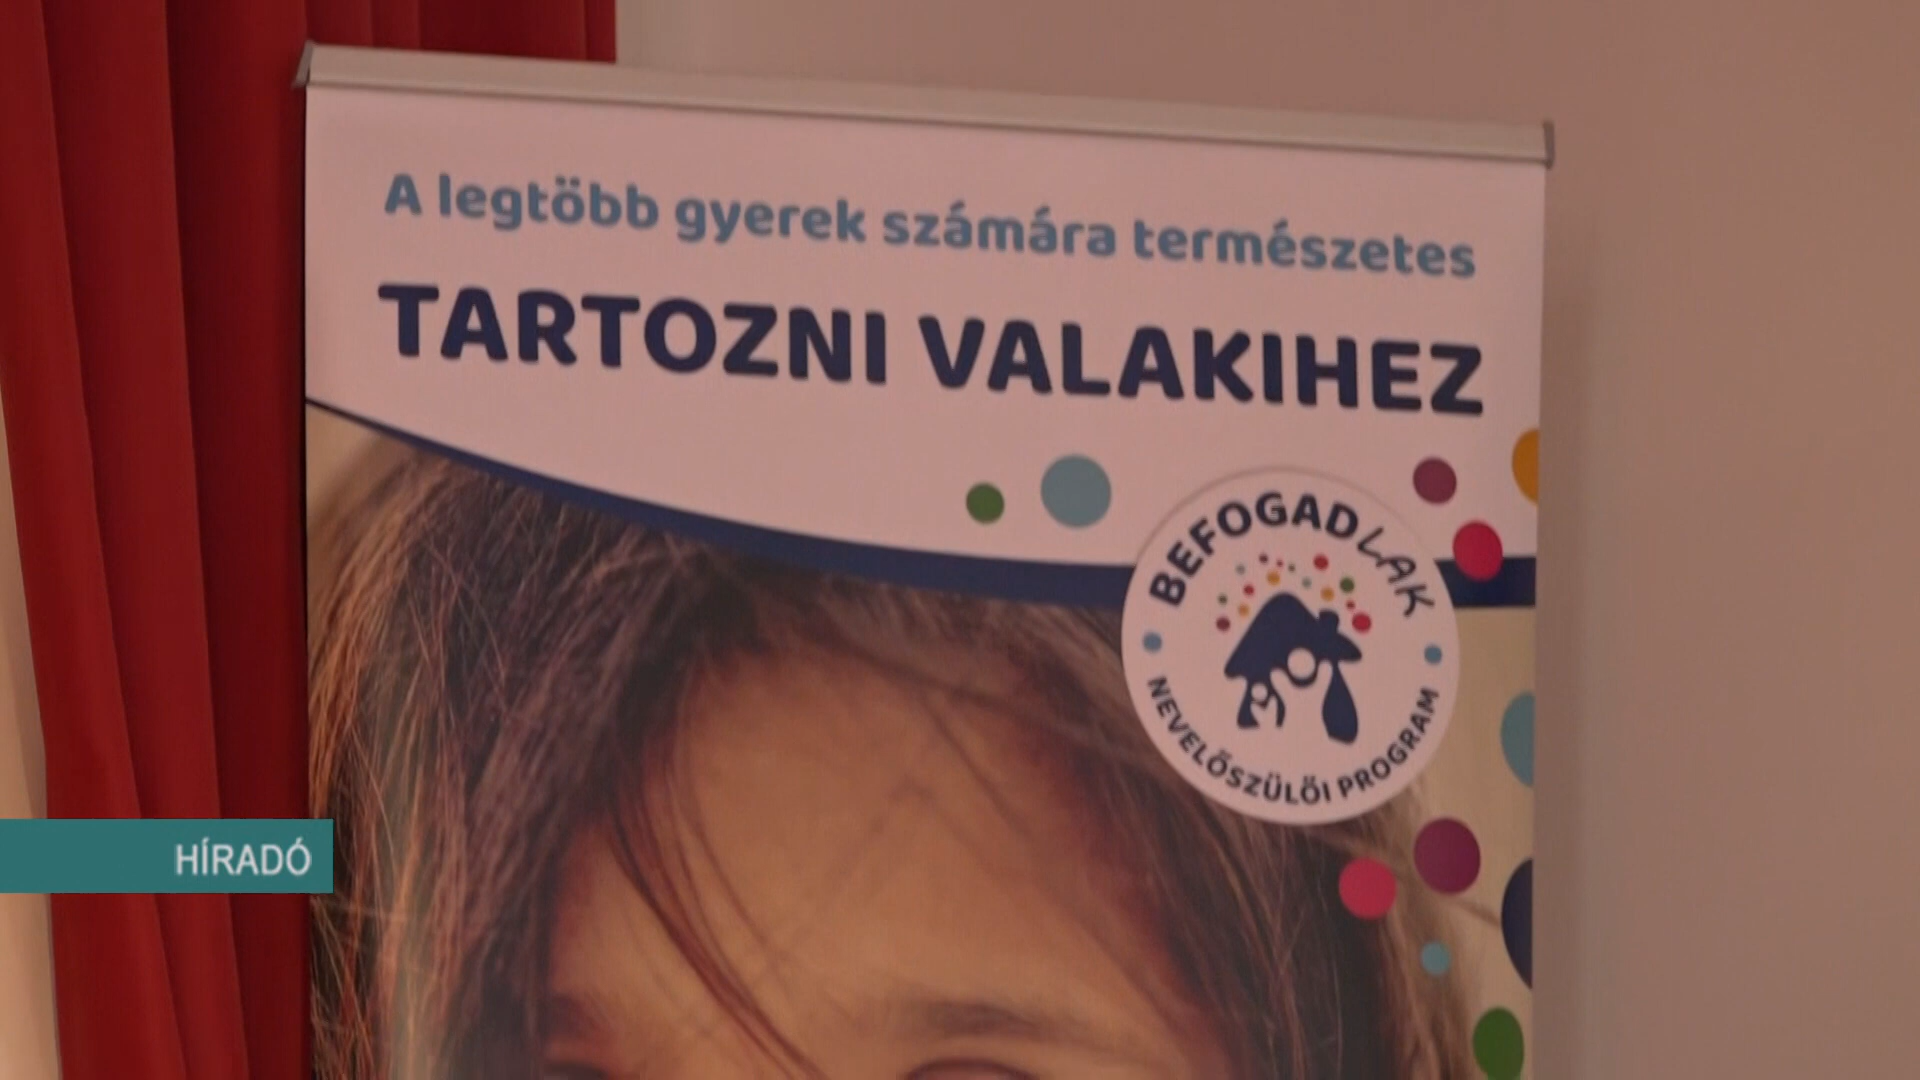 A legtöbb gyerek számára természetes
TARTOZNI VALAKIHEZ
BEFOGADLAK
NEVELŐSZÜLŐI PROGRAM
HÍRADÓ